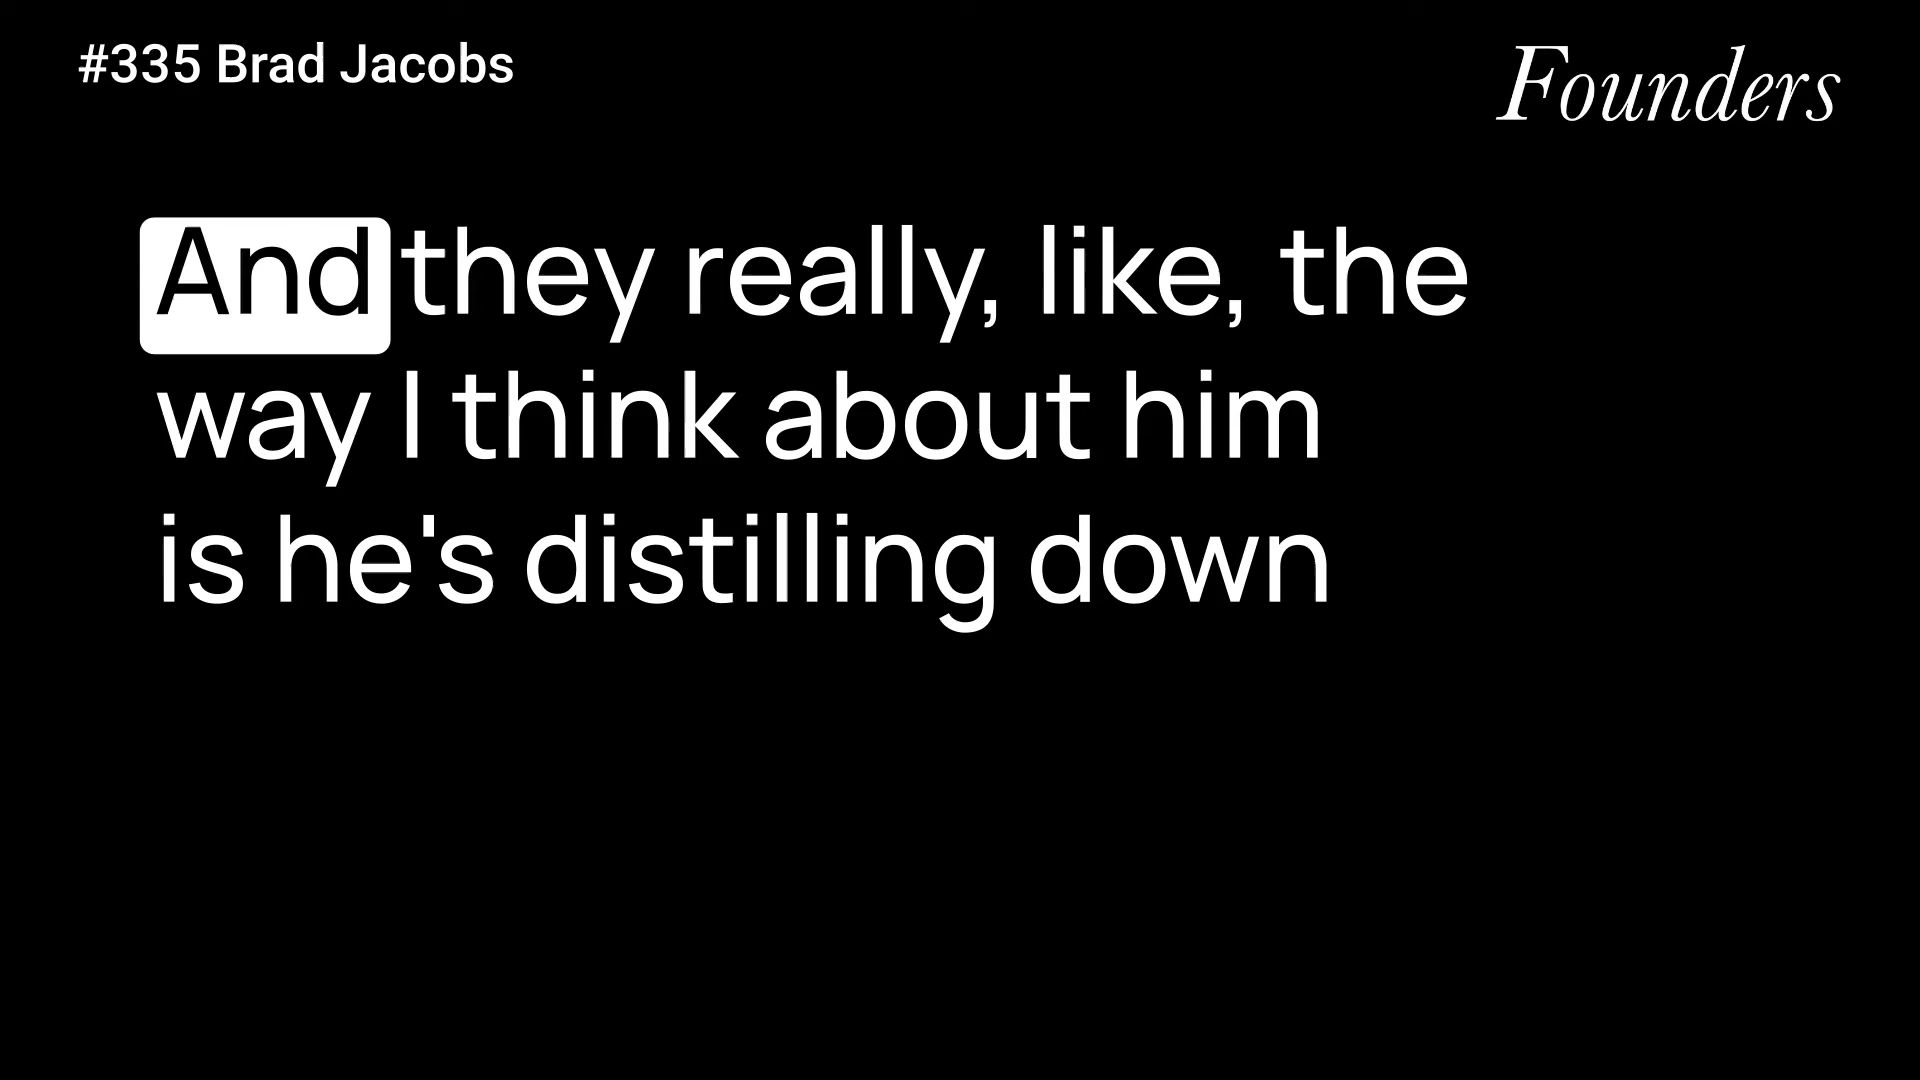 #335 Brad Jacobs
Founders
And they really, like, the
way I think about him
is he's distilling down